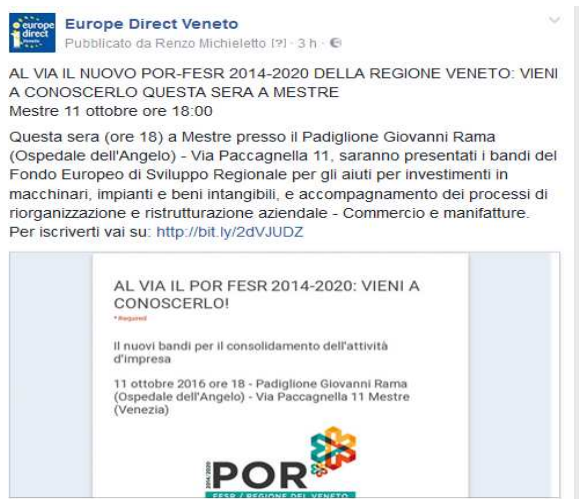 europe
direct
Veneto
Europe Direct Veneto
Pubblicato da Renzo Michieletto [?] · 3 h ·
AL VIA IL NUOVO POR-FESR 2014-2020 DELLA REGIONE VENETO: VIENI
A CONOSCERLO QUESTA SERA A MESTRE
Mestre 11 ottobre ore 18:00
Questa sera (ore 18) a Mestre presso il Padiglione Giovanni Rama
(Ospedale dell'Angelo) - Via Paccagnella 11, saranno presentati i bandi del
Fondo Europeo di Sviluppo Regionale per gli aiuti per investimenti in
macchinari, impianti e beni intangibili, e accompagnamento dei processi di
riorganizzazione e ristrutturazione aziendale - Commercio e manifatture.
Per iscriverti vai su: http://bit.ly/2dVJUDZ
AL VIA IL POR FESR 2014-2020: VIENI A
CONOSCERLO!
* Required
Il nuovi bandi per il consolidamento dell'attività
d'impresa
11 ottobre 2016 ore 18 - Padiglione Giovanni Rama
(Ospedale dell'Angelo) - Via Paccagnella 11 Mestre
(Venezia)
2014/2020
POR
FESR / REGIONE DEL VENETO